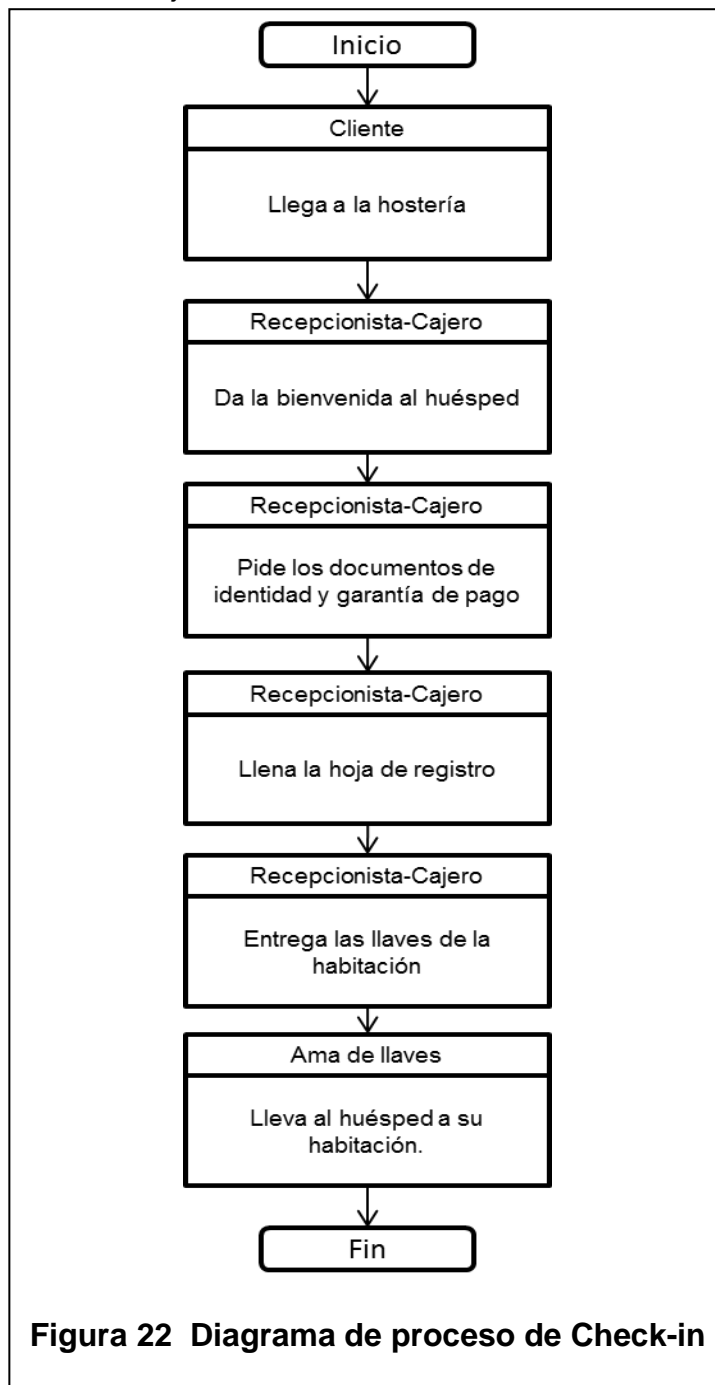 Inicio
Cliente
Llega a la hostería
Recepcionista-Cajero
Da la bienvenida al huésped
Recepcionista-Cajero
Pide los documentos de
identidad y garantía de pago
Recepcionista-Cajero
Llena la hoja de registro
Recepcionista-Cajero
Entrega las llaves de la
habitación
Ama de llaves
Lleva al huésped a su
habitación.
Fin
Figura 22 Diagrama de proceso de Check-in